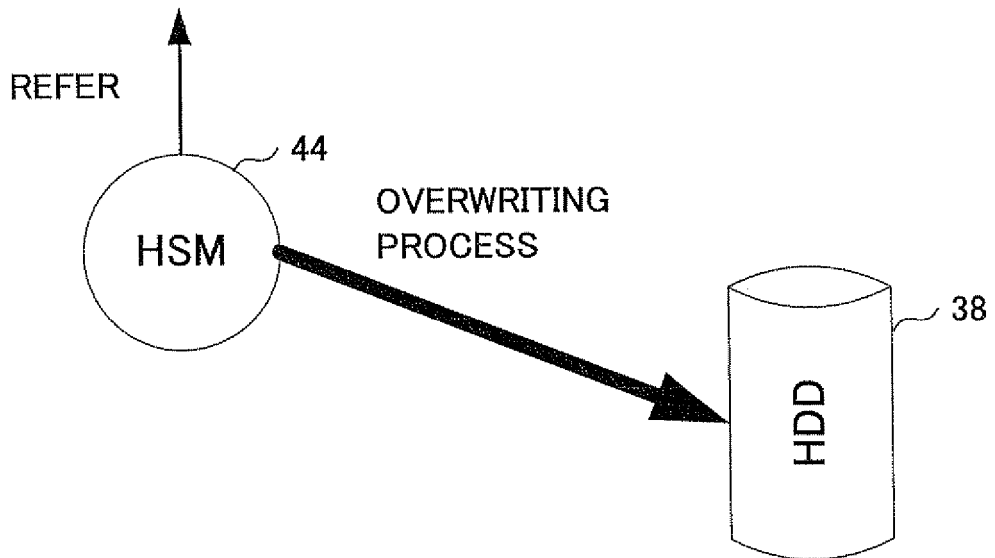 REFER
44
OVERWRITING
PROCESS
HSM
38
HDD